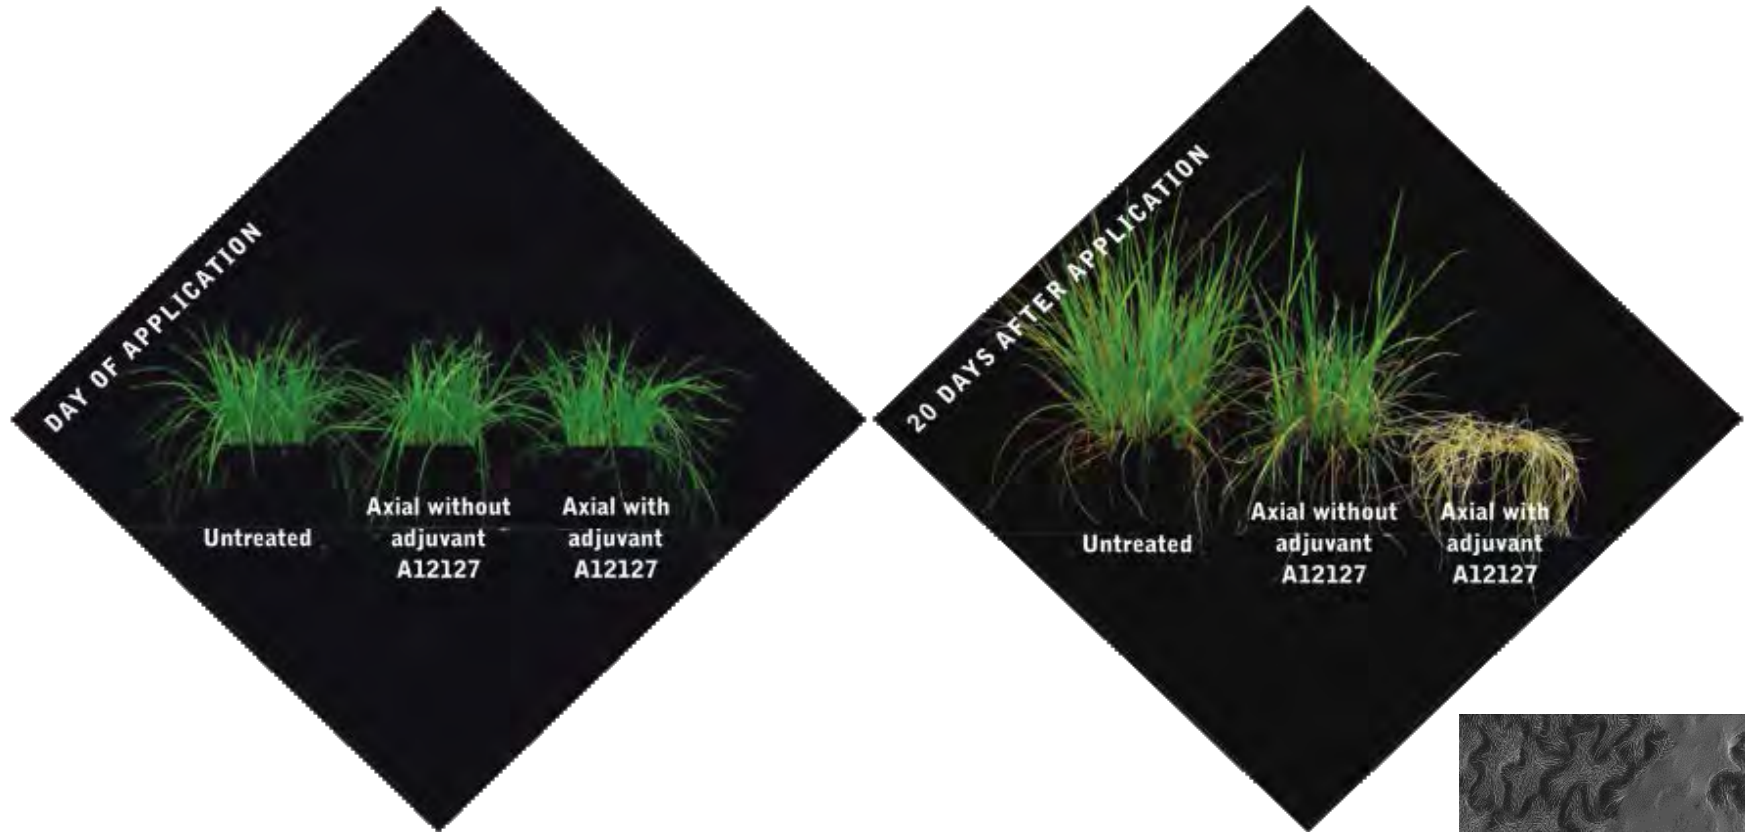 DAY OF APPLICATION
Untreated
Axial without
adjuvant
A12127
Axial with
adjuvant
A12127
20 DAYS AFTER APPLICATION
Untreated
Axial without
adjuvant
A12127
Axial with
adjuvant
A12127